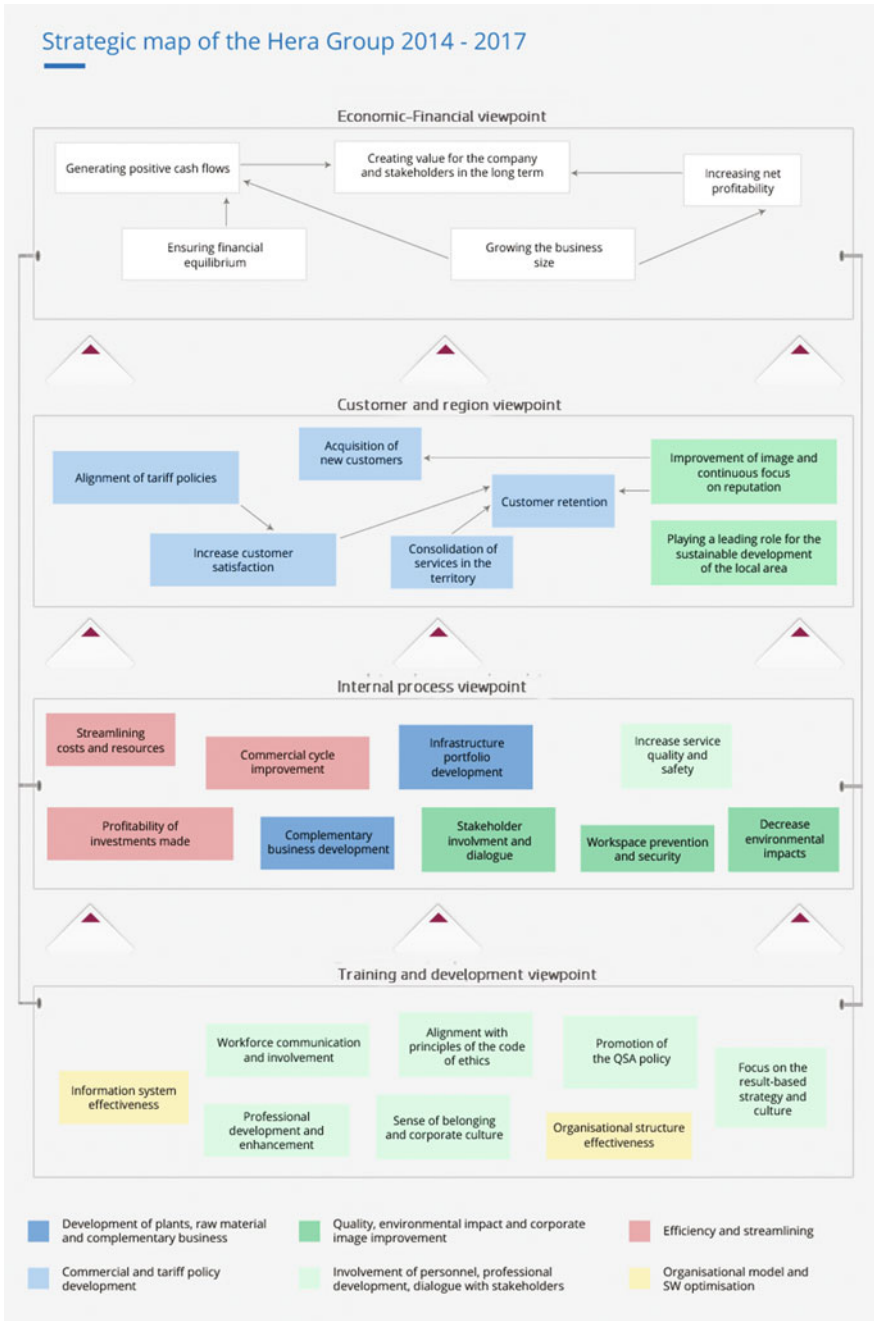 Strategic map of the Hera Group 2014 - 2017
Economic-Financial viewpoint
Generating positive cash flows
Creating value for the company
and stakeholders in the long term
Increasing net
profitability
Ensuring financial
equilibrium
Growing the business
size
Customer and region viewpoint
Acquisition of
new customers
Alignment of tariff policies
Improvement of image and
continuous focus
on reputation
Customer retention
Increase customer
satisfaction
Consolidation of
services in the
territory
Playing a leading role for the
sustainable development
of the local area
Internal process viewpoint
Streamlining
costs and resources
Commercial cycle
improvement
Infrastructure
portfolio
development
Increase service
quality and
safety
Profitability of
investments made
Complementary
business development
Stakeholder
involvment and
dialogue
Workspace prevention
and security
Decrease
environmental
impacts
Training and development viewpoint
Workforce communication
and involvement
Alignment with
principles of the code
of ethics
Promotion of
the QSA policy
Focus on the
result-based
strategy and
culture
Information system
effectiveness
Professional
development and
enhancement
Sense of belonging
and corporate culture
Organisational structure
effectiveness
Development of plants, raw material
and complementary business
Quality, environmental impact and corporate
image improvement
Efficiency and streamlining
Commercial and tariff policy
development
Involvement of personnel, professional
development, dialogue with stakeholders
Organisational model and
SW optimisation